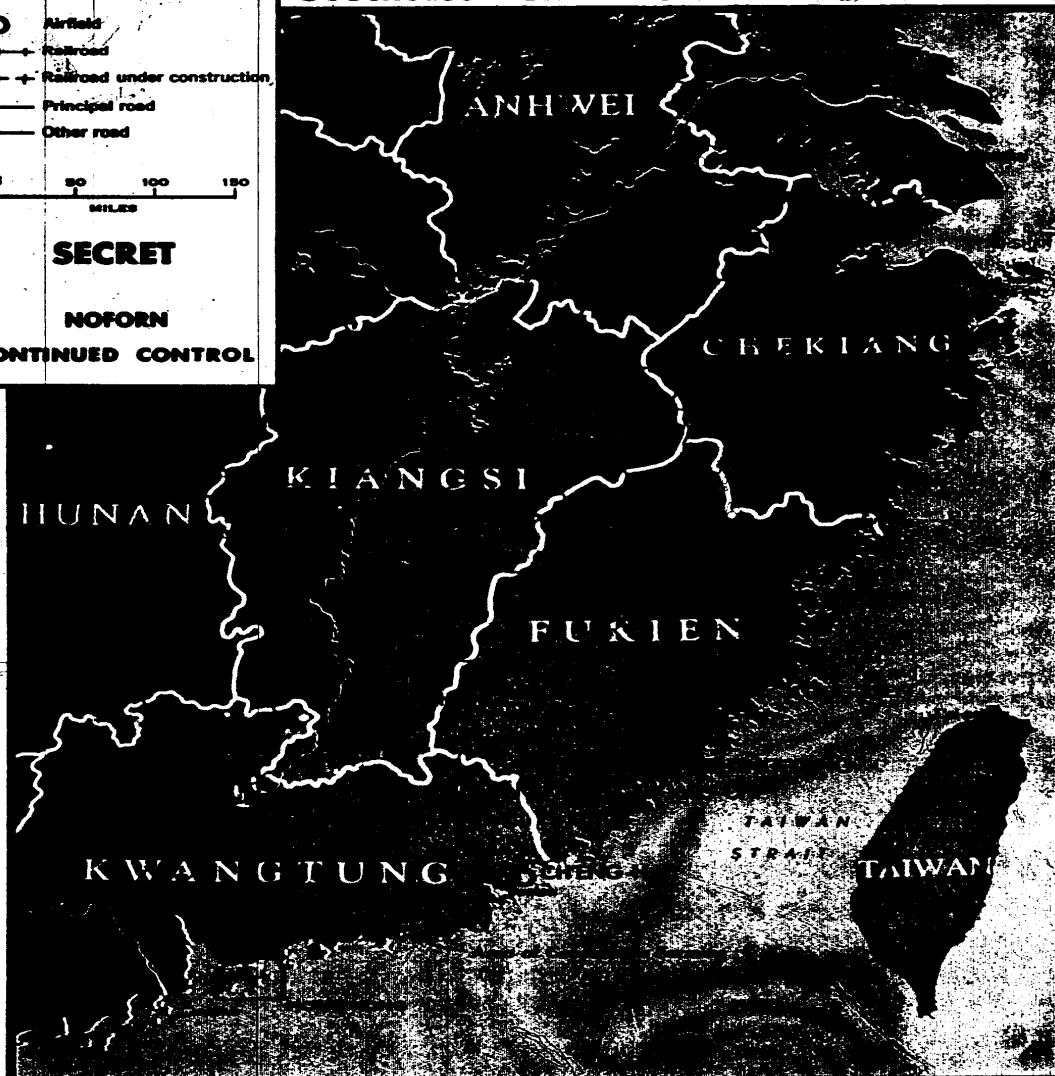 Airfield
Railroad
Railroad under construction
Principal road
Other road
50 100 150
MILES
SECRET
NOFORN
CONTINUED CONTROL
ANHWEI
CHEKIANG
KIANGSI
HUNAN
FUKIEN
TAIWAN
STRAIT
TAIWAN
KWANGTUNG